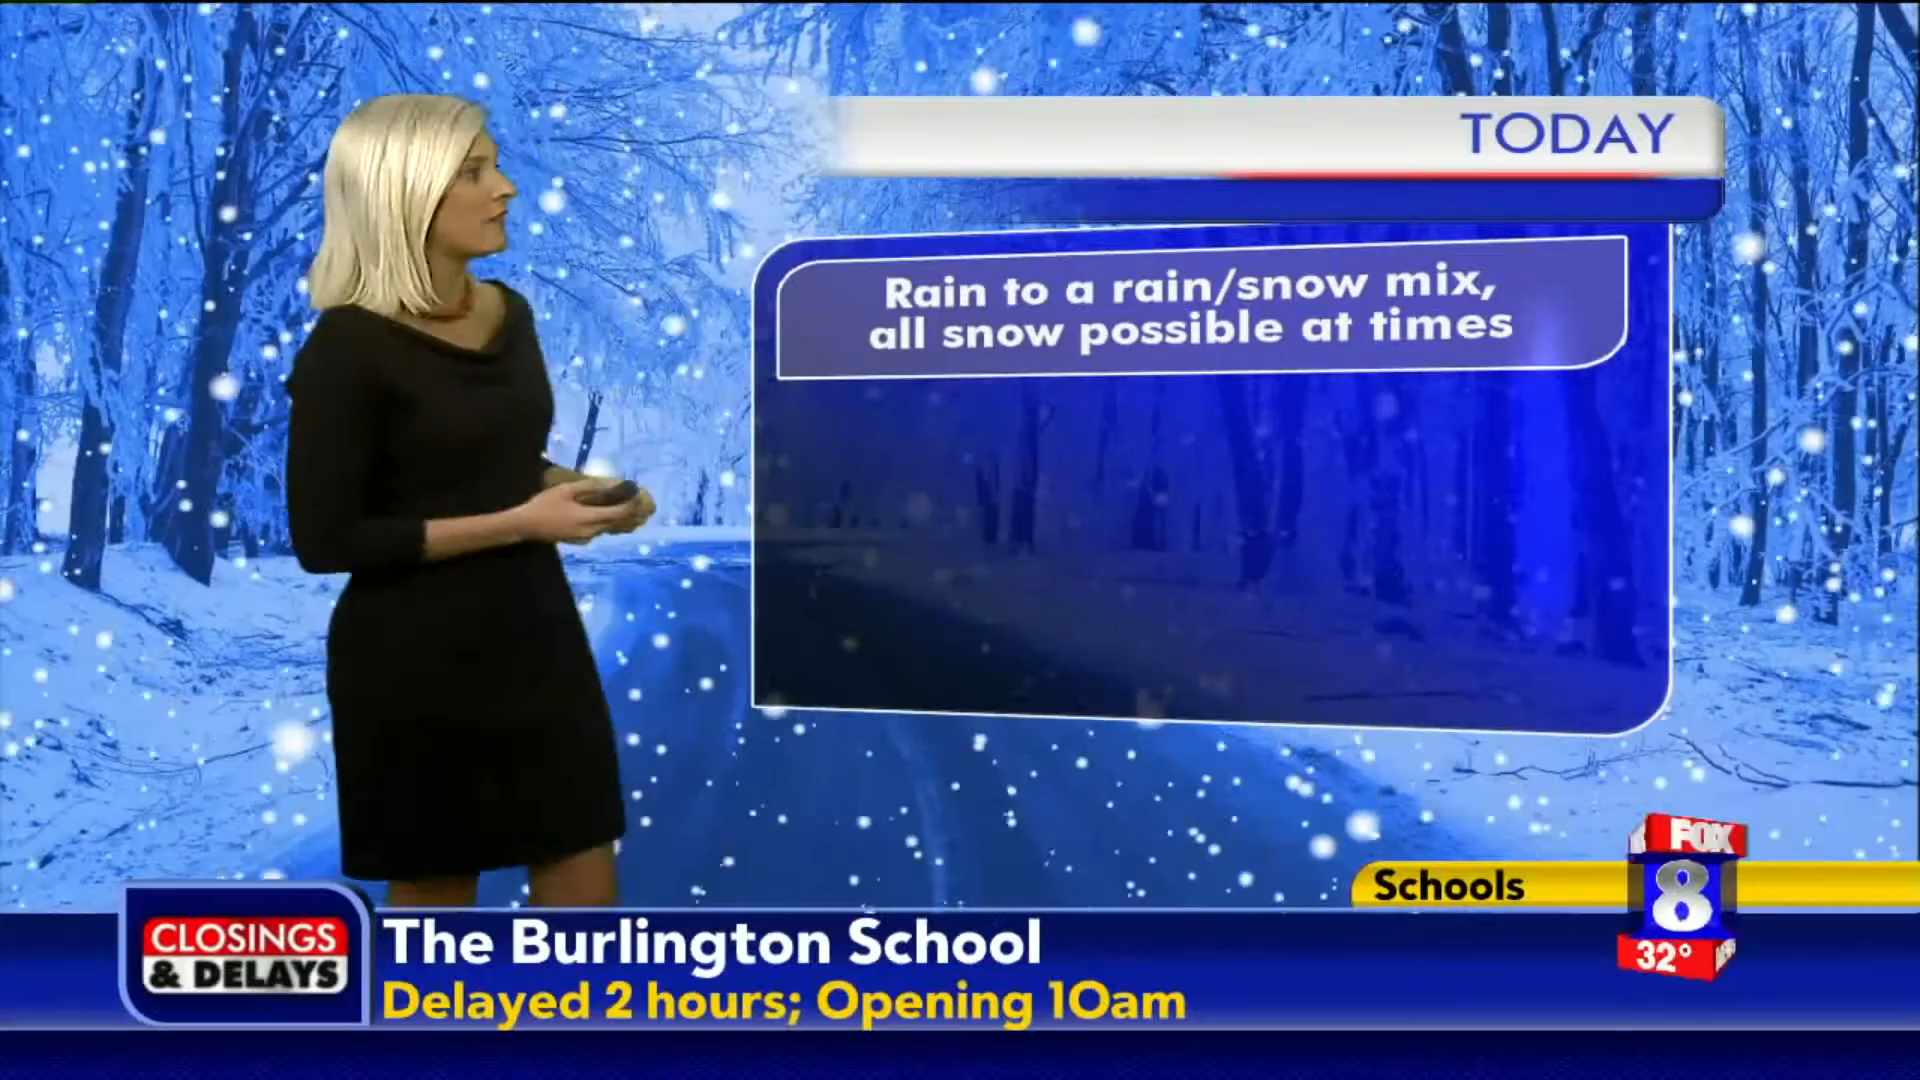 TODAY
Rain to a rain/snow mix,
all snow possible at times
Schools
FOX
8
32°
NEWS
CLOSINGS
& DELAYS
The Burlington School
Delayed 2 hours; Opening 10am